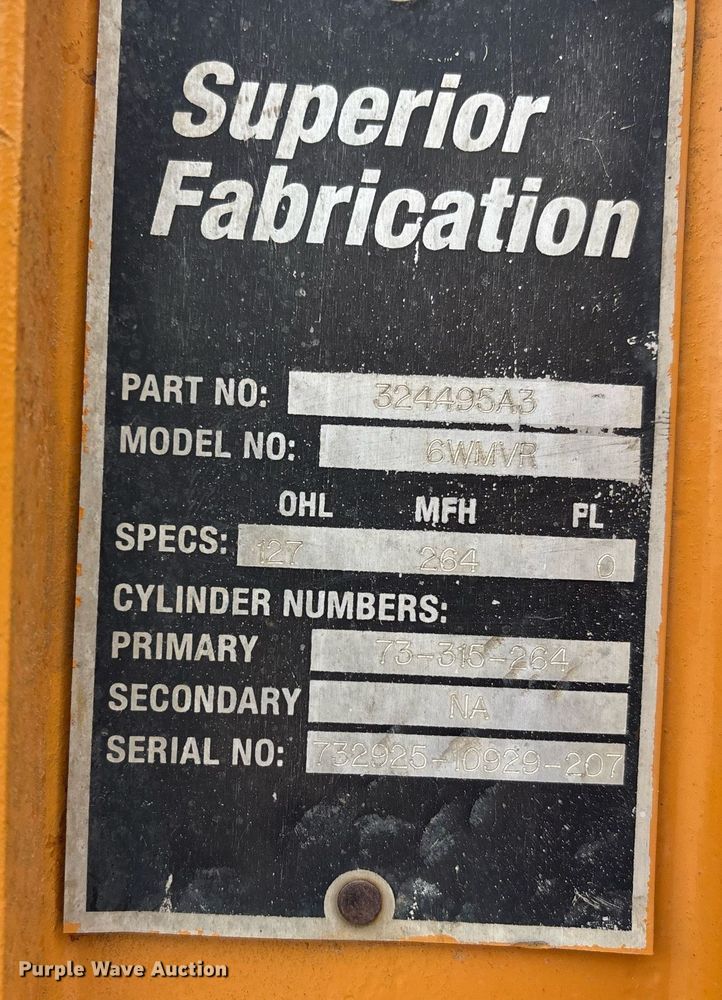 Superior
Fabrication
PART NO: 324495A3
MODEL NO: 6WMVR
OHL MFH FL
SPECS: 127 264 0
CYLINDER NUMBERS:
PRIMARY 73-315-264
SECONDARY NA
SERIAL NO: 732925-10929-207
Purple Wave Auction